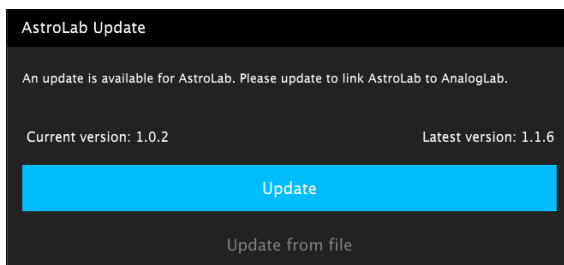 AstroLab Update
An update is available for AstroLab. Please update to link AstroLab to AnalogLab.
Current version: 1.0.2
Latest version: 1.1.6
Update
Update from file